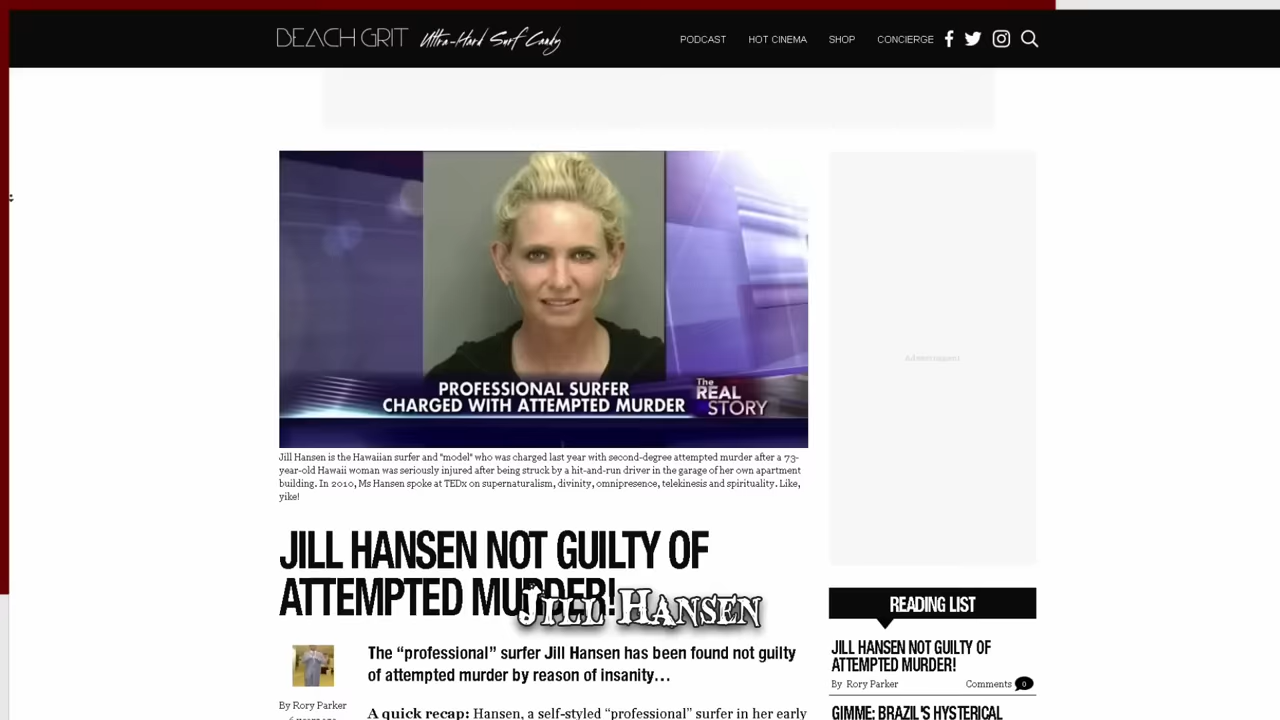 BEACH GRIT Ultra-Hard Surf Candy
PODCAST HOT CINEMA SHOP CONCIERGE
PROFESSIONAL SURFER
CHARGED WITH ATTEMPTED MURDER
The
REAL
STORY
Advertisement
Jill Hansen is the Hawaiian surfer and "model" who was charged last year with second-degree attempted murder after a 73-
year-old Hawaii woman was seriously injured after being struck by a hit-and-run driver in the garage of her own apartment
building. In 2010, Ms Hansen spoke at TEDx on supernaturalism, divinity, omnipresence, telekinesis and spirituality. Like,
yike!
JILL HANSEN NOT GUILTY OF
ATTEMPTED MURDER!
JILL HANSEN
The “professional” surfer Jill Hansen has been found not guilty
of attempted murder by reason of insanity…
By Rory Parker
A quick recap: Hansen, a self-styled “professional” surfer in her early
READING LIST
JILL HANSEN NOT GUILTY OF
ATTEMPTED MURDER!
By Rory Parker Comments 0
GIMME: BRAZIL'S HYSTERICAL